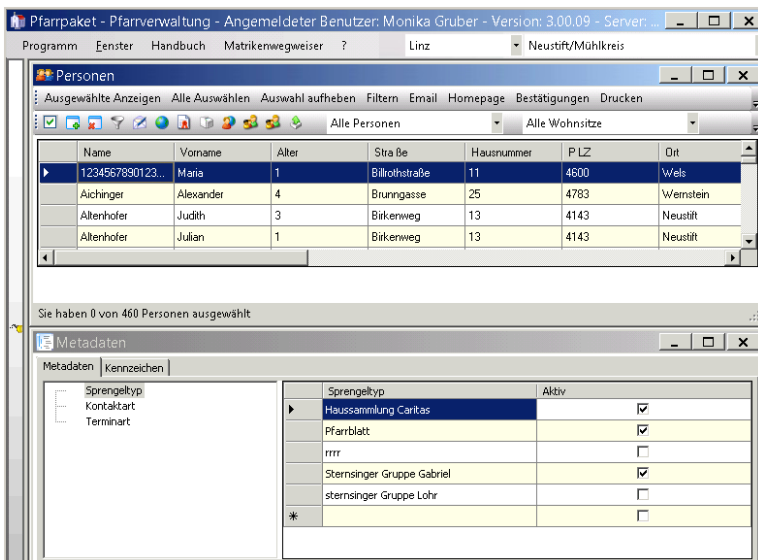 Pfarrpaket - Pfarrverwaltung - Angemeldeter Benutzer: Monika Gruber - Version: 3.00.09 - Server: ...
Programm Fenster Handbuch Matrikenwegweiser ? Linz Neustift/Mühlkreis
Personen
Ausgewählte Anzeigen Alle Auswählen Auswahl aufheben Filtern Email Homepage Bestätigungen Drucken
Alle Personen Alle Wohnsitze
Name Vorname Alter Straße Hausnummer PLZ Ort
1234567890123... Maria 1 Billrothstraße 11 4600 Wels
Aichinger Alexander 4 Brunngasse 25 4783 Wernstein
Altenhofer Judith 3 Birkenweg 13 4143 Neustift
Altenhofer Julian 1 Birkenweg 13 4143 Neustift
Sie haben 0 von 460 Personen ausgewählt
Metadaten
Metadaten Kennzeichen
Sprengeltyp
Kontaktart
Terminart
Sprengeltyp Aktiv
Haussammlung Caritas
Pfarrblatt
rrrr
Sternsinger Gruppe Gabriel
sternsinger Gruppe Lohr